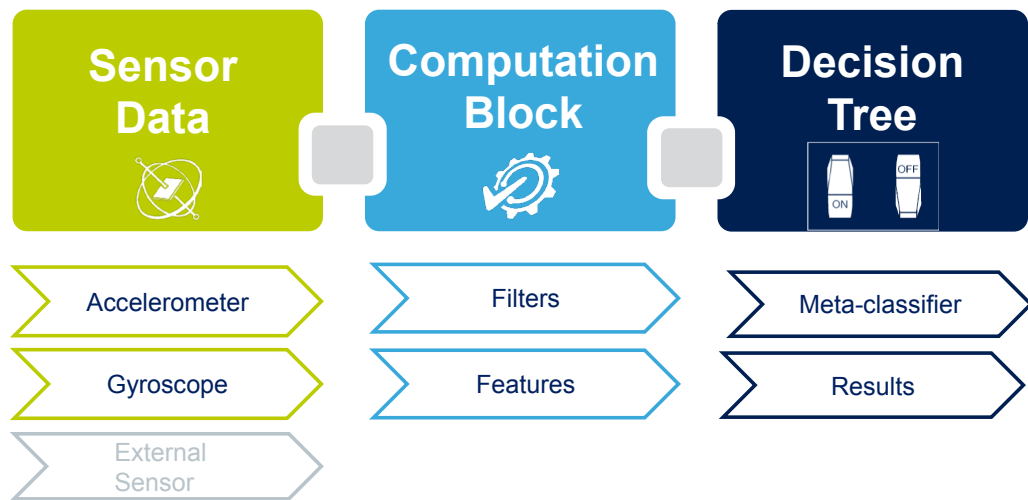 Sensor
Data
Computation
Block
Decision
Tree
ON
OFF
Accelerometer
Filters
Meta-classifier
Gyroscope
Features
Results
External
Sensor